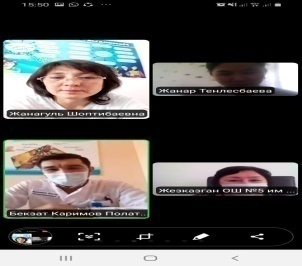 15:50
Жанагуль Шоптибаевна
Жанар Тенлесбаева
Бекзат Каримов Полат...
Жезказган ОШ №5 им ...